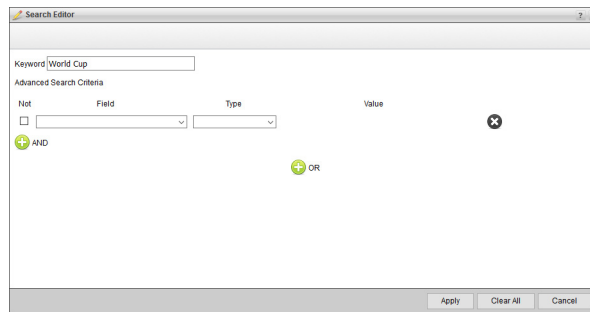 Search Editor ?
Keyword World Cup
Advanced Search Criteria
Not Field Type Value
AND
OR
Apply Clear All Cancel